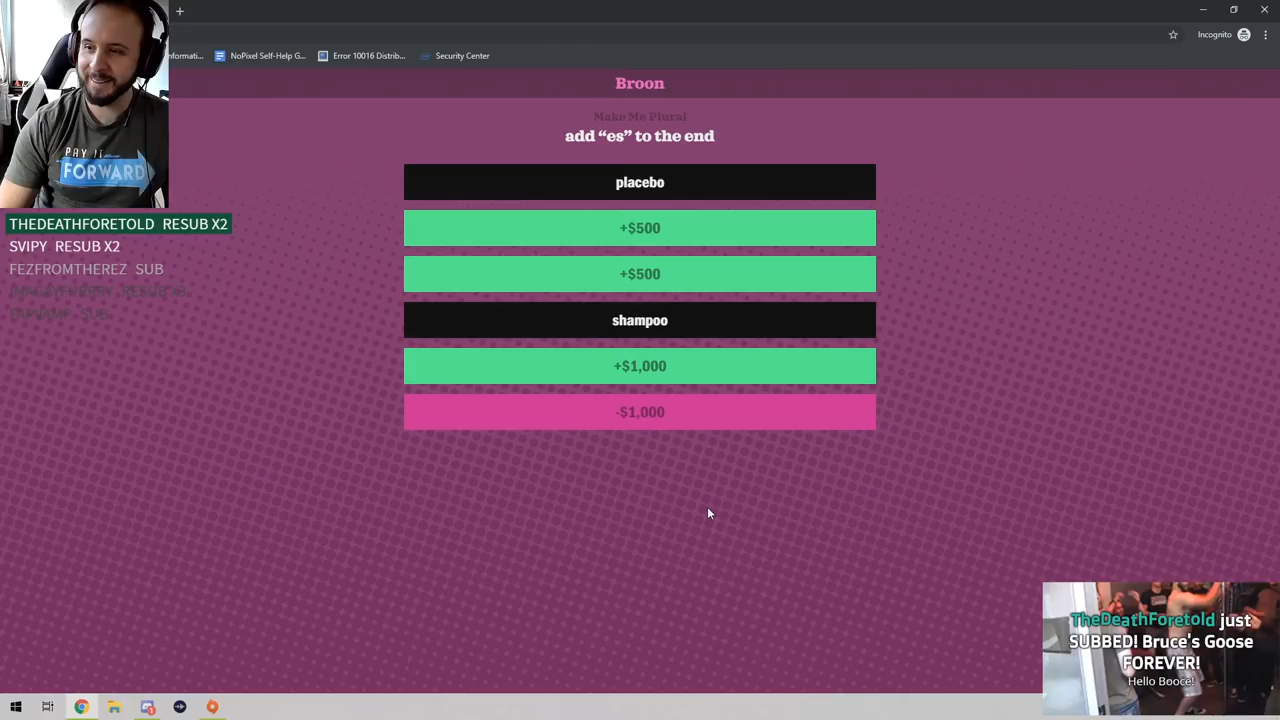 Incognito
nformati...
NoPixel Self-Help G...
Error 10016 Distrib...
Security Center
Broon
Make Me Plural
add “es” to the end
placebo
+$500
+$500
shampoo
+$1,000
-$1,000
PAY IT
FORWARD
THEDEATHFORETOLD RESUB X2
SVIPY RESUB X2
FEZFROMTHEREZ SUB
SUB
TheDeathForetold just
SUBBED! Bruce's Goose
FOREVER!
Hello Booce!